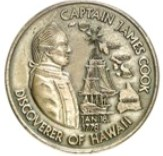 CAPTAIN JAMES COOK
JAN. 18
1778
DISCOVERER OF HAWAII